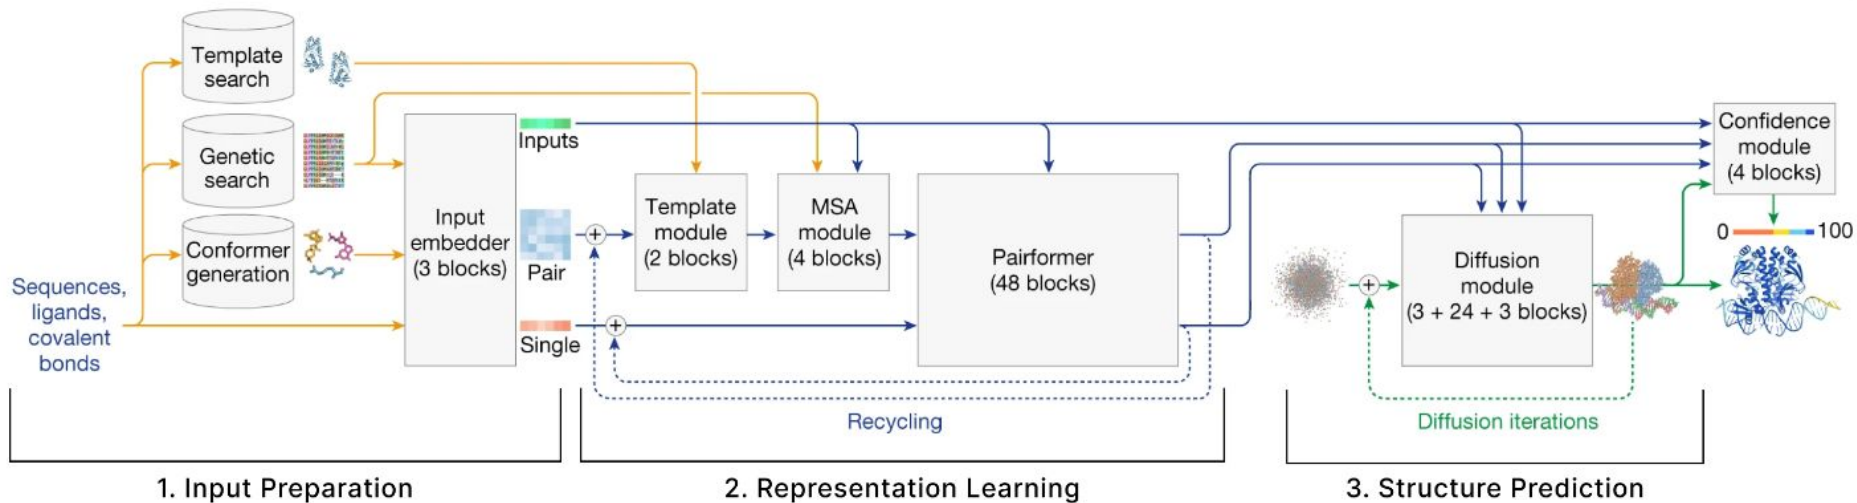 Template
search
Genetic
search
Conformer
generation
Sequences,
ligands,
covalent
bonds
Input
embedder
(3 blocks)
Inputs
Pair
Single
+
+
Template
module
(2 blocks)
MSA
module
(4 blocks)
Pairformer
(48 blocks)
Recycling
+
Diffusion
module
(3 + 24 + 3 blocks)
Diffusion iterations
Confidence
module
(4 blocks)
0 100
1. Input Preparation
2. Representation Learning
3. Structure Prediction